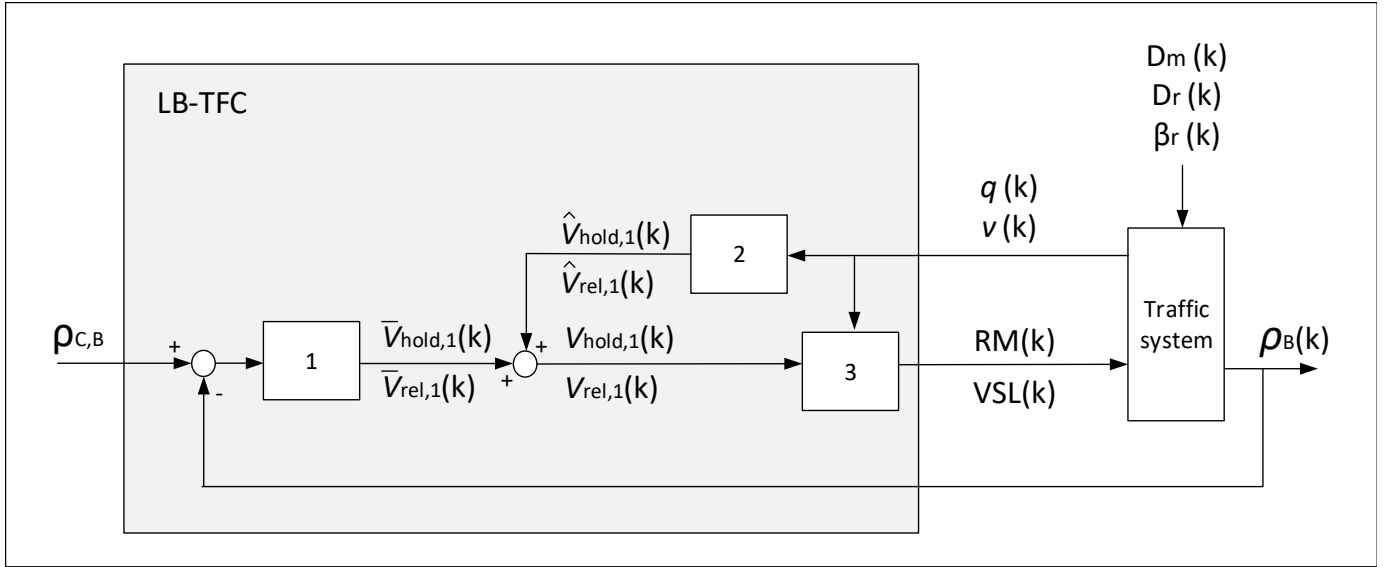 LB-TFC
Dm (k)
Dr (k)
βr (k)
q (k)
v (k)
V̂hold,1(k)
V̂rel,1(k)
2
Traffic
system
ρC,B
+
-
1
V̄hold,1(k)
V̄rel,1(k)
+
+
Vhold,1(k)
Vrel,1(k)
3
RM(k)
VSL(k)
ρB(k)